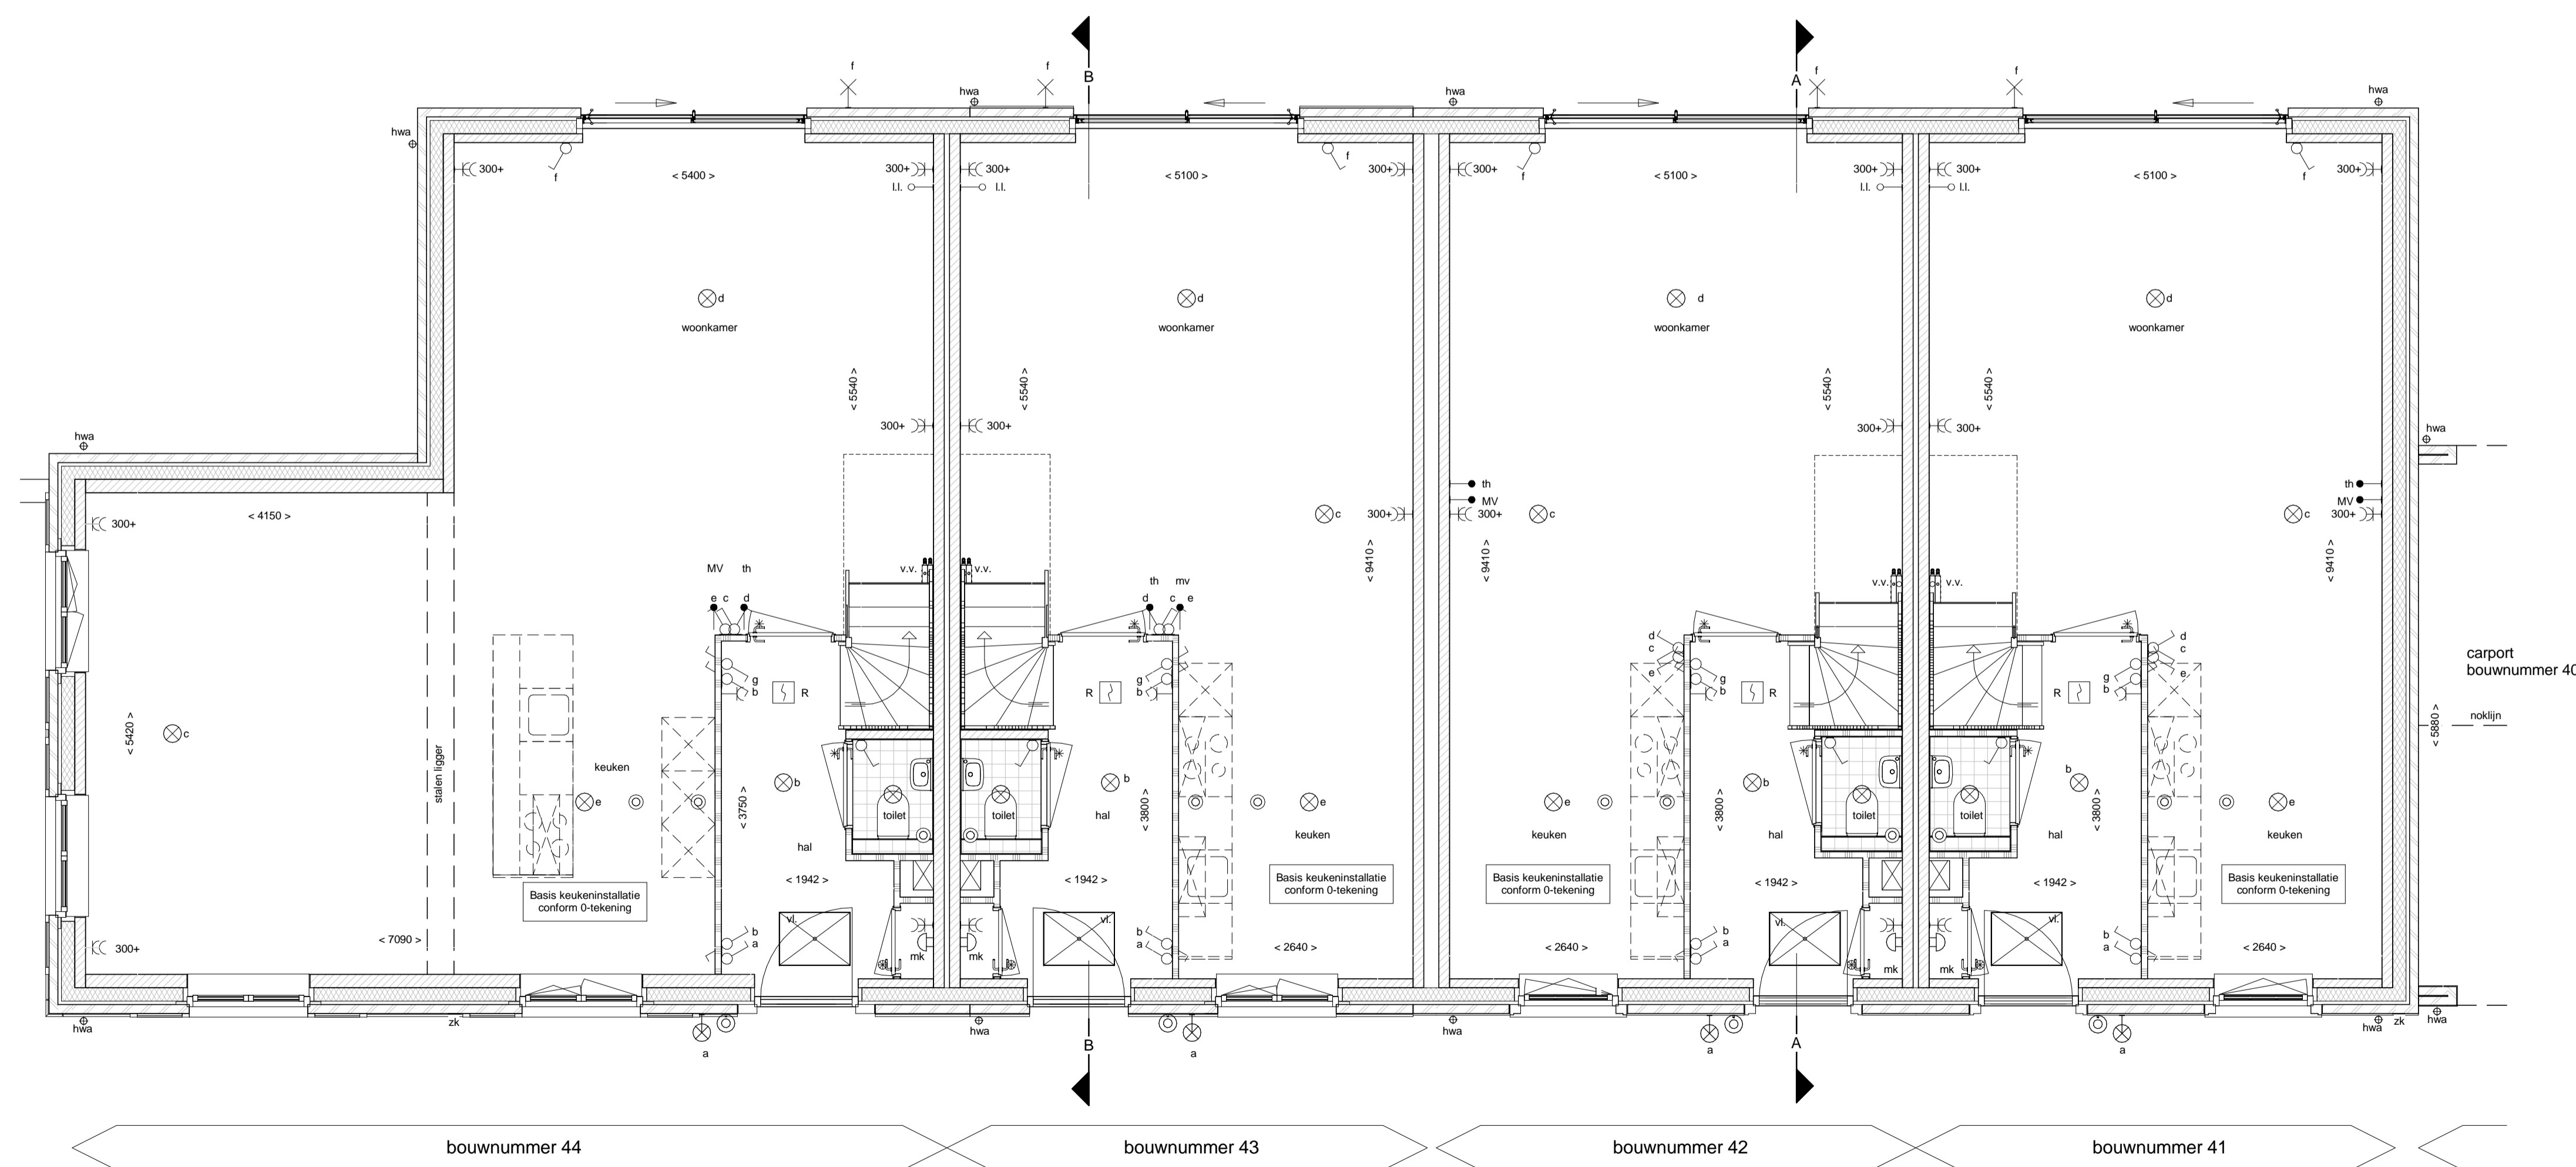 B
A
f
f
f
f
hwa
hwa
hwa
hwa
300+
f
< 5400 >
300+
l.l.
300+
l.l.
< 5100 >
f
300+
300+
f
< 5100 >
300+
l.l.
300+
l.l.
< 5100 >
f
300+
d
woonkamer
d
woonkamer
d
woonkamer
d
woonkamer
< 5540 >
< 5540 >
< 5540 >
< 5540 >
hwa
300+
300+
300+
300+
hwa
300+
< 4150 >
c
300+
th
MV
300+
c
th
MV
300+
c
< 9410 >
< 9410 >
< 9410 >
MV
th
e
c
d
v.v.
v.v.
th
mv
d
c
e
v.v.
v.v.
g
b
R
R
g
b
d
c
e
g
b
R
R
g
b
d
c
e
carport
bouwnummer 40
noklijn
< 5880 >
< 5420 >
c
stalen ligger
keuken
e
< 3750 >
b
hal
toilet
toilet
b
hal
< 3800 >
e
keuken
e
keuken
< 3800 >
b
hal
toilet
toilet
b
hal
< 3800 >
e
keuken
Basis keukeninstallatie
conform 0-tekening
< 1942 >
< 1942 >
Basis keukeninstallatie
conform 0-tekening
Basis keukeninstallatie
conform 0-tekening
< 1942 >
< 1942 >
Basis keukeninstallatie
conform 0-tekening
300+
< 7090 >
b
a
vl.
mk
mk
vl.
b
a
< 2640 >
< 2640 >
b
a
vl.
mk
mk
vl.
b
a
< 2640 >
hwa
zk
a
hwa
B
a
hwa
a
A
a
hwa
zk
hwa
bouwnummer 44
bouwnummer 43
bouwnummer 42
bouwnummer 41